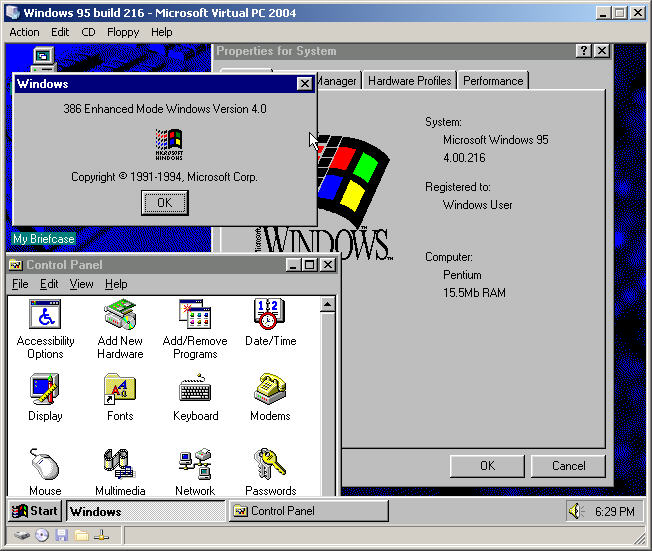 Windows 95 build 216 - Microsoft Virtual PC 2004
Action Edit CD Floppy Help
Properties for System
Manager Hardware Profiles Performance
Windows
386 Enhanced Mode Windows Version 4.0
MICROSOFT
WINDOWS
Copyright © 1991-1994, Microsoft Corp.
OK
System:
Microsoft Windows 95
4.00.216
Registered to:
Windows User
Computer:
Pentium
15.5Mb RAM
WINDOWS
My Briefcase
Control Panel
File Edit View Help
Accessibility
Options
Add New
Hardware
Add/Remove
Programs
Date/Time
Display
Fonts
Keyboard
Modems
Mouse
Multimedia
Network
Passwords
OK Cancel
Start Windows Control Panel 6:29 PM